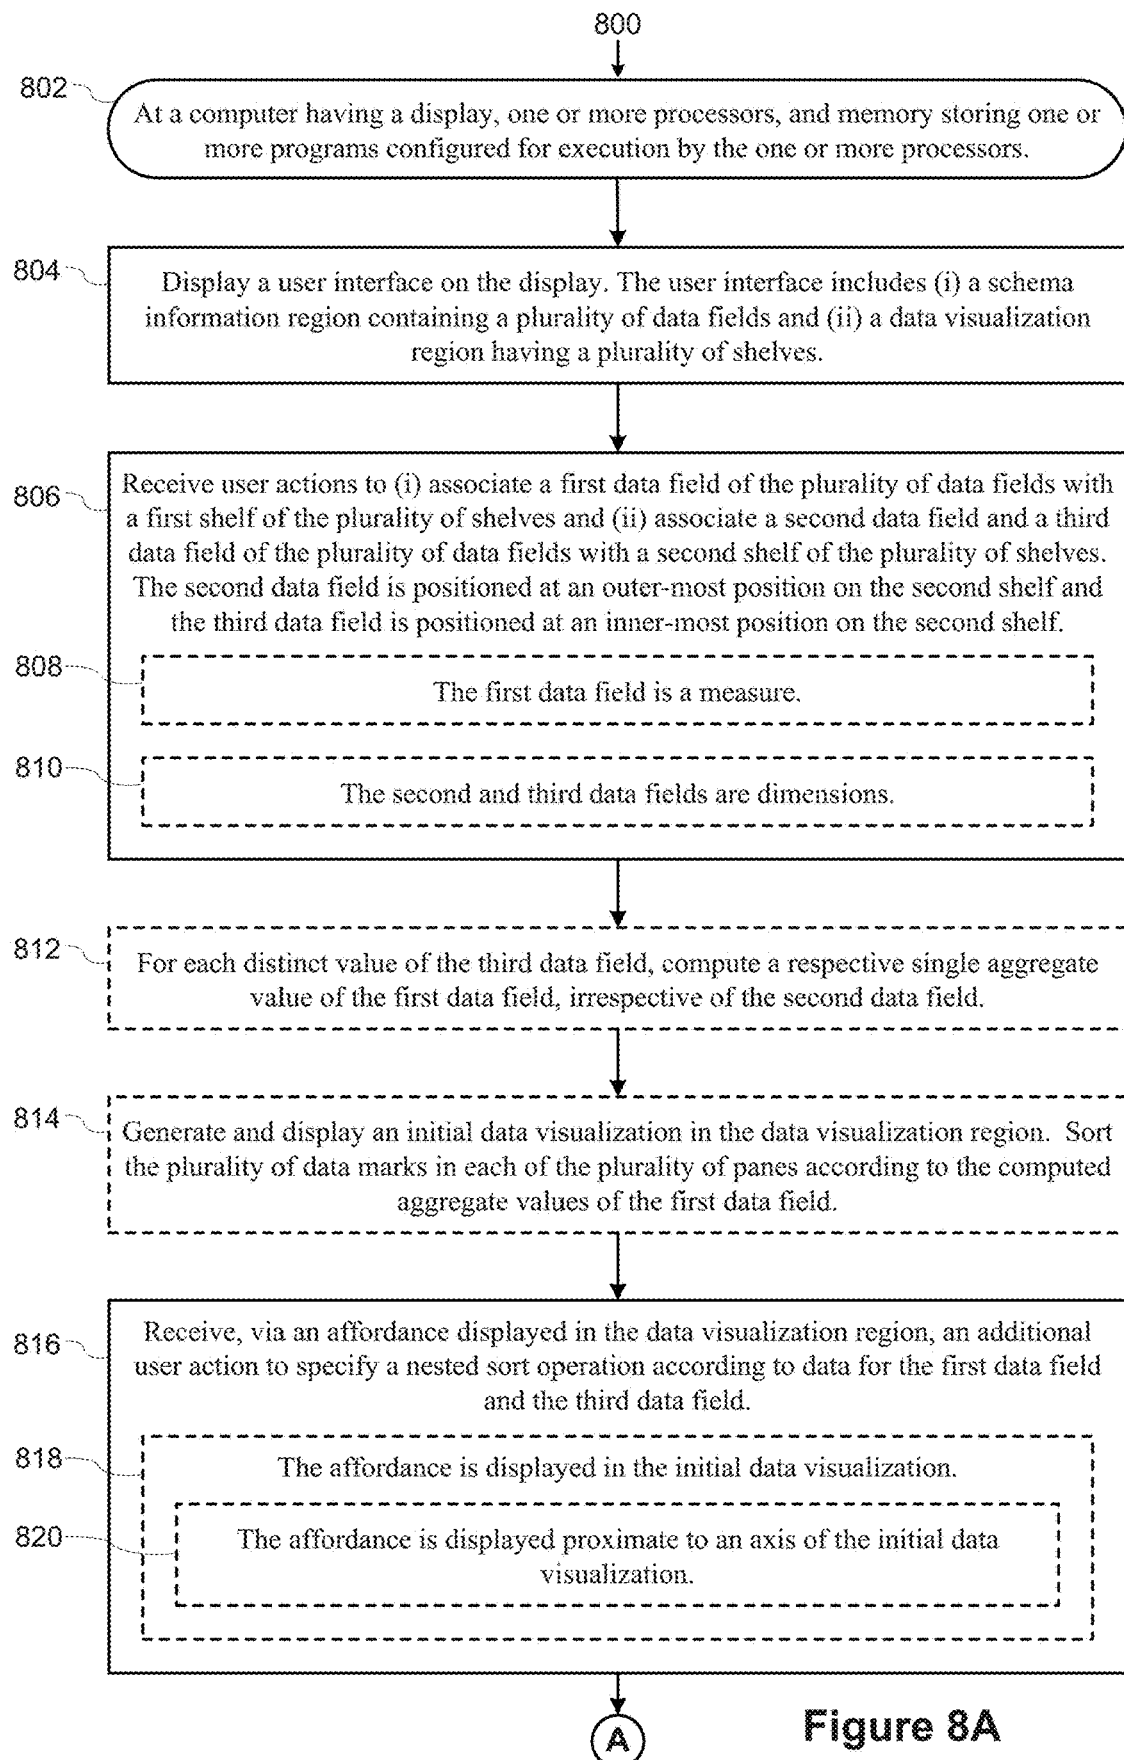 800
802
At a computer having a display, one or more processors, and memory storing one or
more programs configured for execution by the one or more processors.
804
Display a user interface on the display. The user interface includes (i) a schema
information region containing a plurality of data fields and (ii) a data visualization
region having a plurality of shelves.
806
Receive user actions to (i) associate a first data field of the plurality of data fields with
a first shelf of the plurality of shelves and (ii) associate a second data field and a third
data field of the plurality of data fields with a second shelf of the plurality of shelves.
The second data field is positioned at an outer-most position on the second shelf and
the third data field is positioned at an inner-most position on the second shelf.
808
The first data field is a measure.
810
The second and third data fields are dimensions.
812
For each distinct value of the third data field, compute a respective single aggregate
value of the first data field, irrespective of the second data field.
814
Generate and display an initial data visualization in the data visualization region. Sort
the plurality of data marks in each of the plurality of panes according to the computed
aggregate values of the first data field.
816
Receive, via an affordance displayed in the data visualization region, an additional
user action to specify a nested sort operation according to data for the first data field
and the third data field.
818
The affordance is displayed in the initial data visualization.
820
The affordance is displayed proximate to an axis of the initial data
visualization.
A
Figure 8A